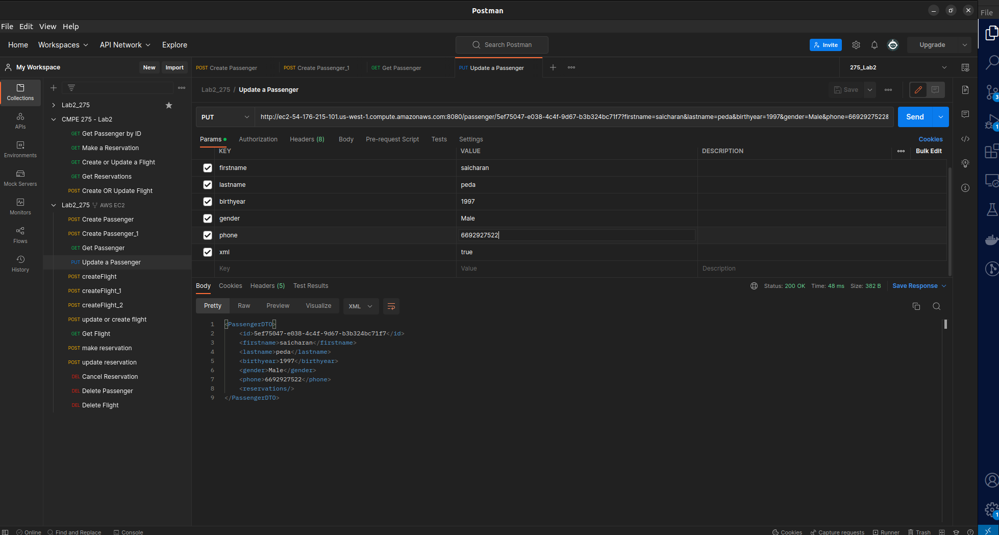 Postman
File Edit View Help
File
Home Workspaces API Network Explore Search Postman Invite Upgrade
My Workspace New Import
POST Create Passenger POST Create Passenger_1 GET Get Passenger PUT Update a Passenger 275_Lab2
Collections
APIs
Environments
Mock Servers
Monitors
Flows
History
Lab2_275
CMPE 275 - Lab2
GET Get Passenger by ID
GET Make a Reservation
GET Create or Update a Flight
GET Get Reservations
POST Create OR Update Flight
Lab2_275 AWS EC2
POST Create Passenger
POST Create Passenger_1
GET Get Passenger
PUT Update a Passenger
POST createFlight
POST createFlight_1
POST createFlight_2
POST update or create flight
GET Get Flight
POST make reservation
POST update reservation
DEL Cancel Reservation
DEL Delete Passenger
DEL Delete Flight
Lab2_275 / Update a Passenger Save
PUT http://ec2-54-176-215-101.us-west-1.compute.amazonaws.com:8080/passenger/5ef75047-e038-4c4f-9d67-b3b324bc71f7?firstname=saicharan&lastname=peda&birthyear=1997&gender=Male&phone=6692927522& Send
Params Authorization Headers (8) Body Pre-request Script Tests Settings Cookies
KEY VALUE DESCRIPTION Bulk Edit
firstname saicharan
lastname peda
birthyear 1997
gender Male
phone 6692927522
xml true
Key Value Description
Body Cookies Headers (5) Test Results Status: 200 OK Time: 48 ms Size: 382 B Save Response
Pretty Raw Preview Visualize XML
1 <PassengerDTO>
2 <id>5ef75047-e038-4c4f-9d67-b3b324bc71f7</id>
3 <firstname>saicharan</firstname>
4 <lastname>peda</lastname>
5 <birthyear>1997</birthyear>
6 <gender>Male</gender>
7 <phone>6692927522</phone>
8 <reservations/>
9 </PassengerDTO>
3
1
1
Online Find and Replace Console Cookies Capture requests Runner Trash